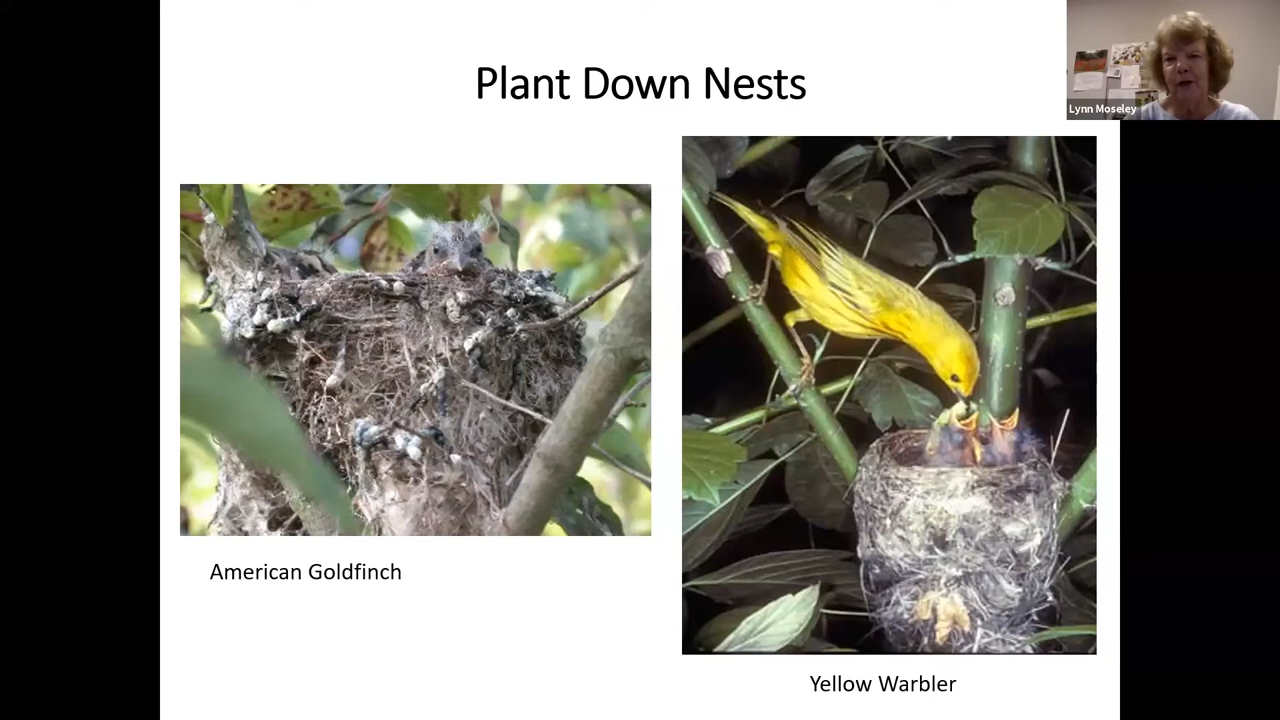 Plant Down Nests
Lynn Moseley
American Goldfinch
Yellow Warbler